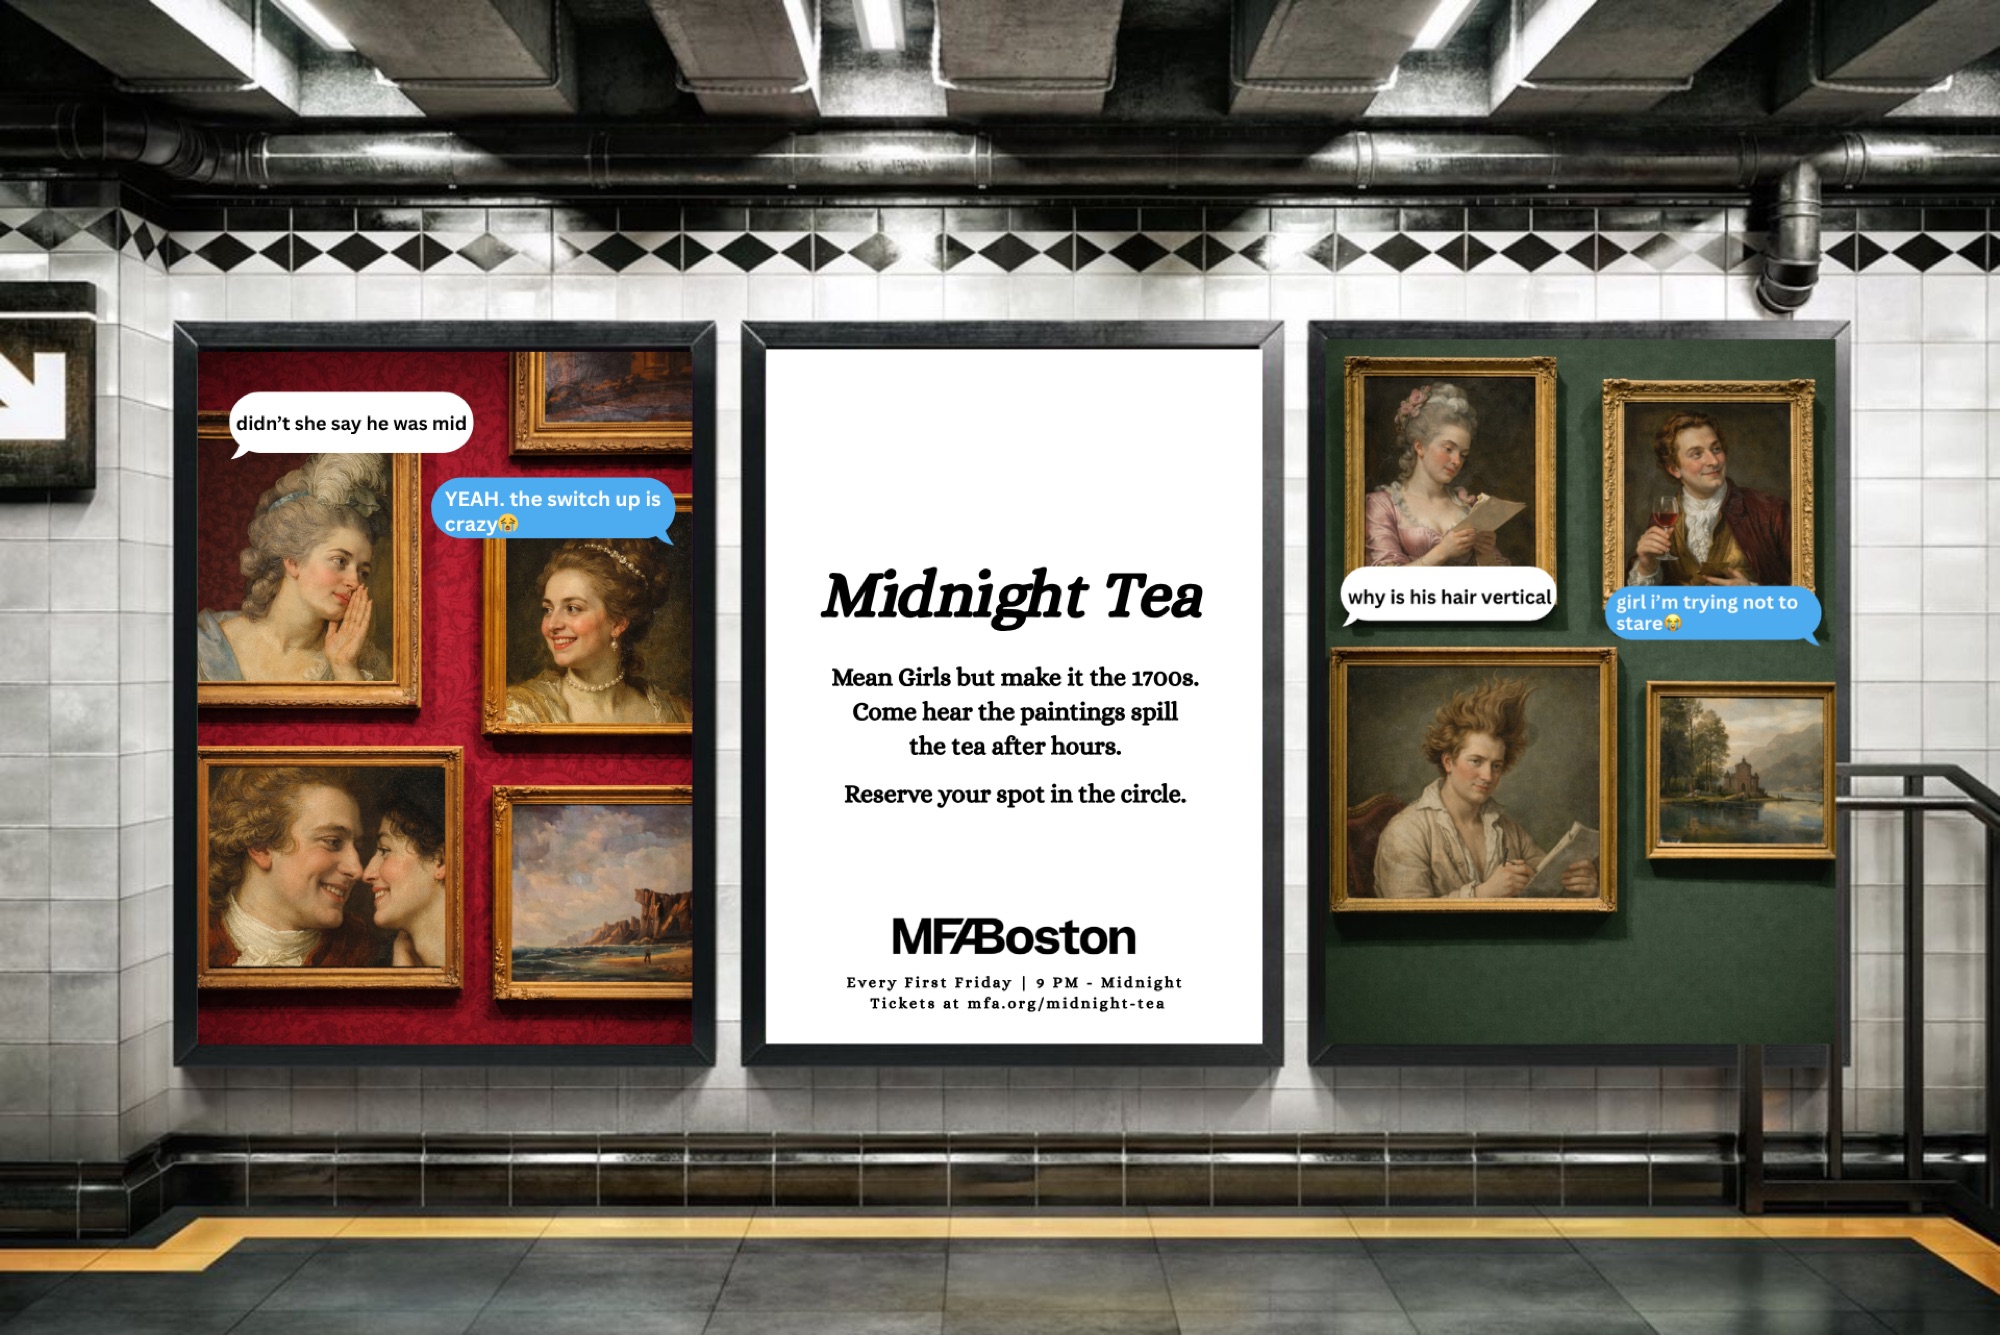 didn't she say he was mid
YEAH. the switch up is
crazy😭
Midnight Tea
Mean Girls but make it the 1700s.
Come hear the paintings spill
the tea after hours.
Reserve your spot in the circle.
MFABoston
Every First Friday | 9 PM - Midnight
Tickets at mfa.org/midnight-tea
why is his hair vertical
girl i'm trying not to
stare😭